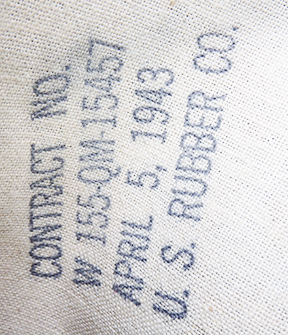 CONTRACT NO.
W 155-QM-15457
APRIL 5, 1943
U. S. RUBBER CO.